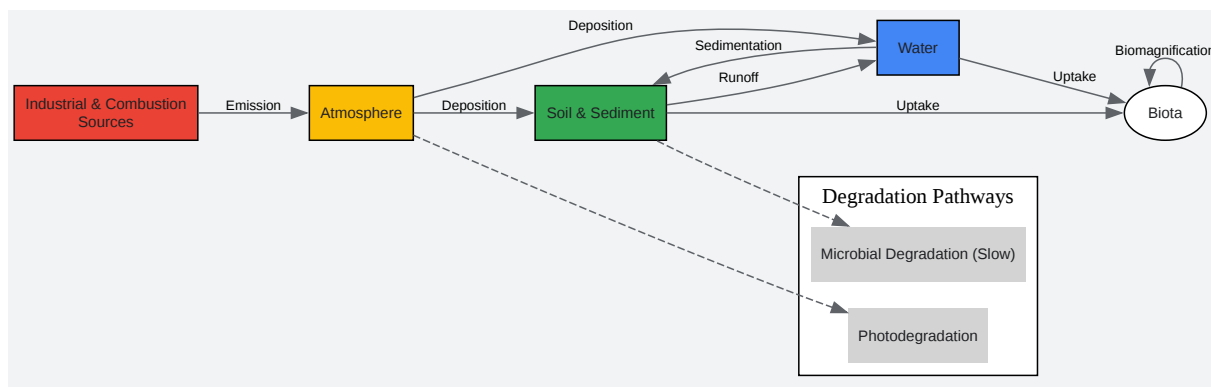 Deposition
Water
Biomagnification
Sedimentation
Runoff
Uptake
Industrial & Combustion
Sources
Emission
Atmosphere
Deposition
Soil & Sediment
Uptake
Biota
Degradation Pathways
Microbial Degradation (Slow)
Photodegradation